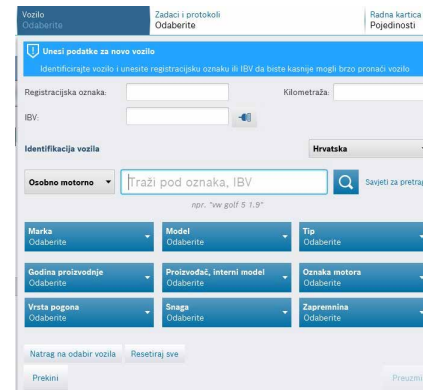 Vozilo
Odaberite
Zadaci i protokoli
Odaberite
Radna kartica
Pojedinosti
Unesi podatke za novo vozilo
Identificirajte vozilo i unesite registracijsku oznaku ili IBV da biste kasnije mogli brzo pronaći vozilo
Registracijska oznaka:
Kilometraža:
IBV:
Identifikacija vozila
Hrvatska
Osobno motorno
Traži pod oznaka, IBV
Savjeti za pretrag
npr. "vw golf 5 1.9"
Marka
Odaberite
Model
Odaberite
Tip
Odaberite
Godina proizvodnje
Odaberite
Proizvođač, interni model
Odaberite
Oznaka motora
Odaberite
Vrsta pogona
Odaberite
Snaga
Odaberite
Zapremnina
Odaberite
Natrag na odabir vozila
Resetiraj sve
Prekini
Preuzmi